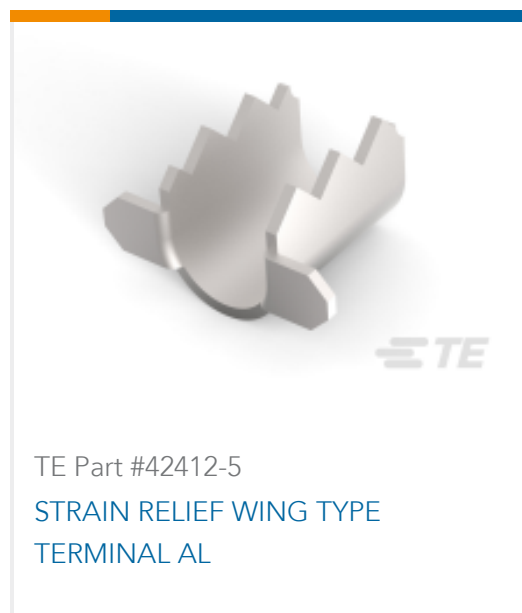 TE
TE Part #42412-5
STRAIN RELIEF WING TYPE
TERMINAL AL